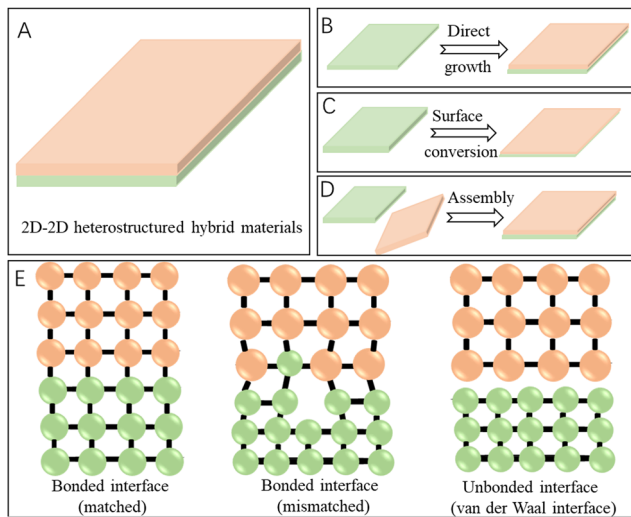 A
2D-2D heterostructured hybrid materials
B
Direct
growth
C
Surface
conversion
D
Assembly
E
Bonded interface
(matched)
Bonded interface
(mismatched)
Unbonded interface
(van der Waal interface)